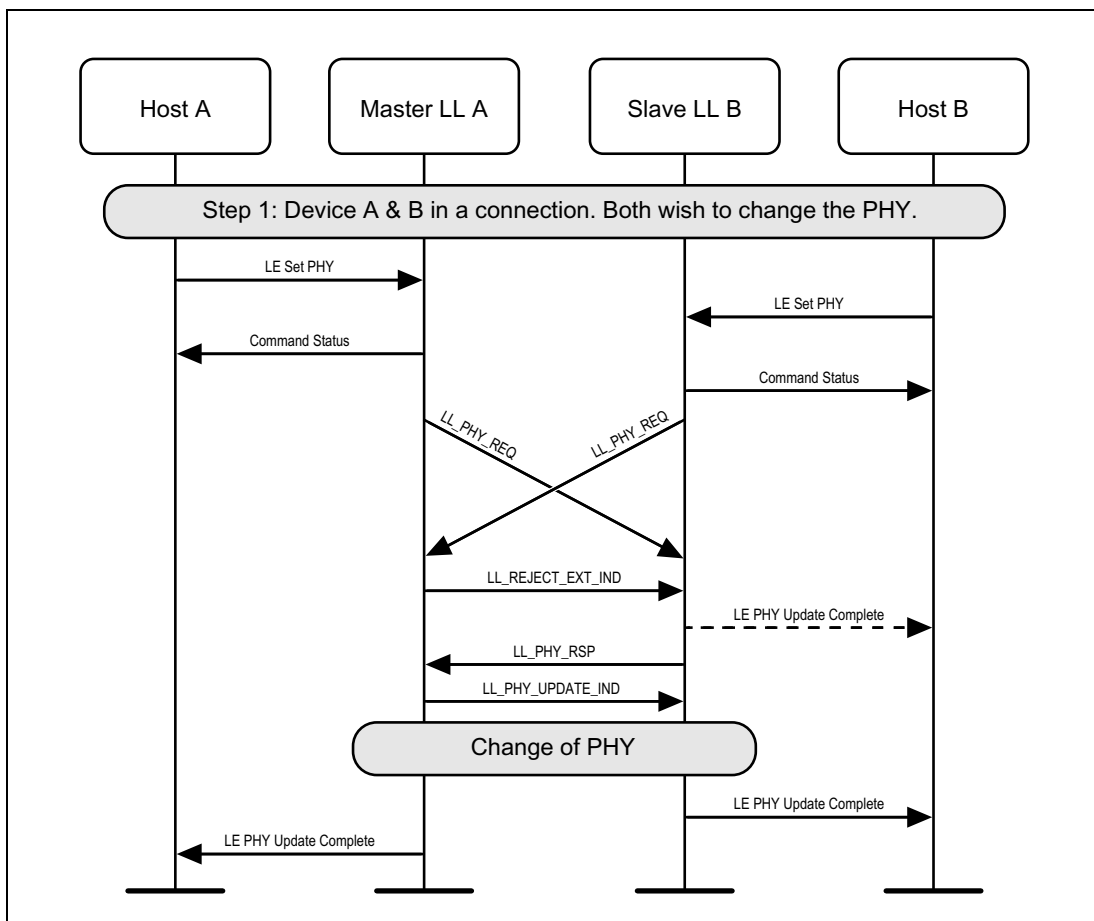 Host A
Master LL A
Slave LL B
Host B
Step 1: Device A & B in a connection. Both wish to change the PHY.
LE Set PHY
LE Set PHY
Command Status
Command Status
LL_PHY_REQ
LL_PHY_REQ
LL_REJECT_EXT_IND
LE PHY Update Complete
LL_PHY_RSP
LL_PHY_UPDATE_IND
Change of PHY
LE PHY Update Complete
LE PHY Update Complete